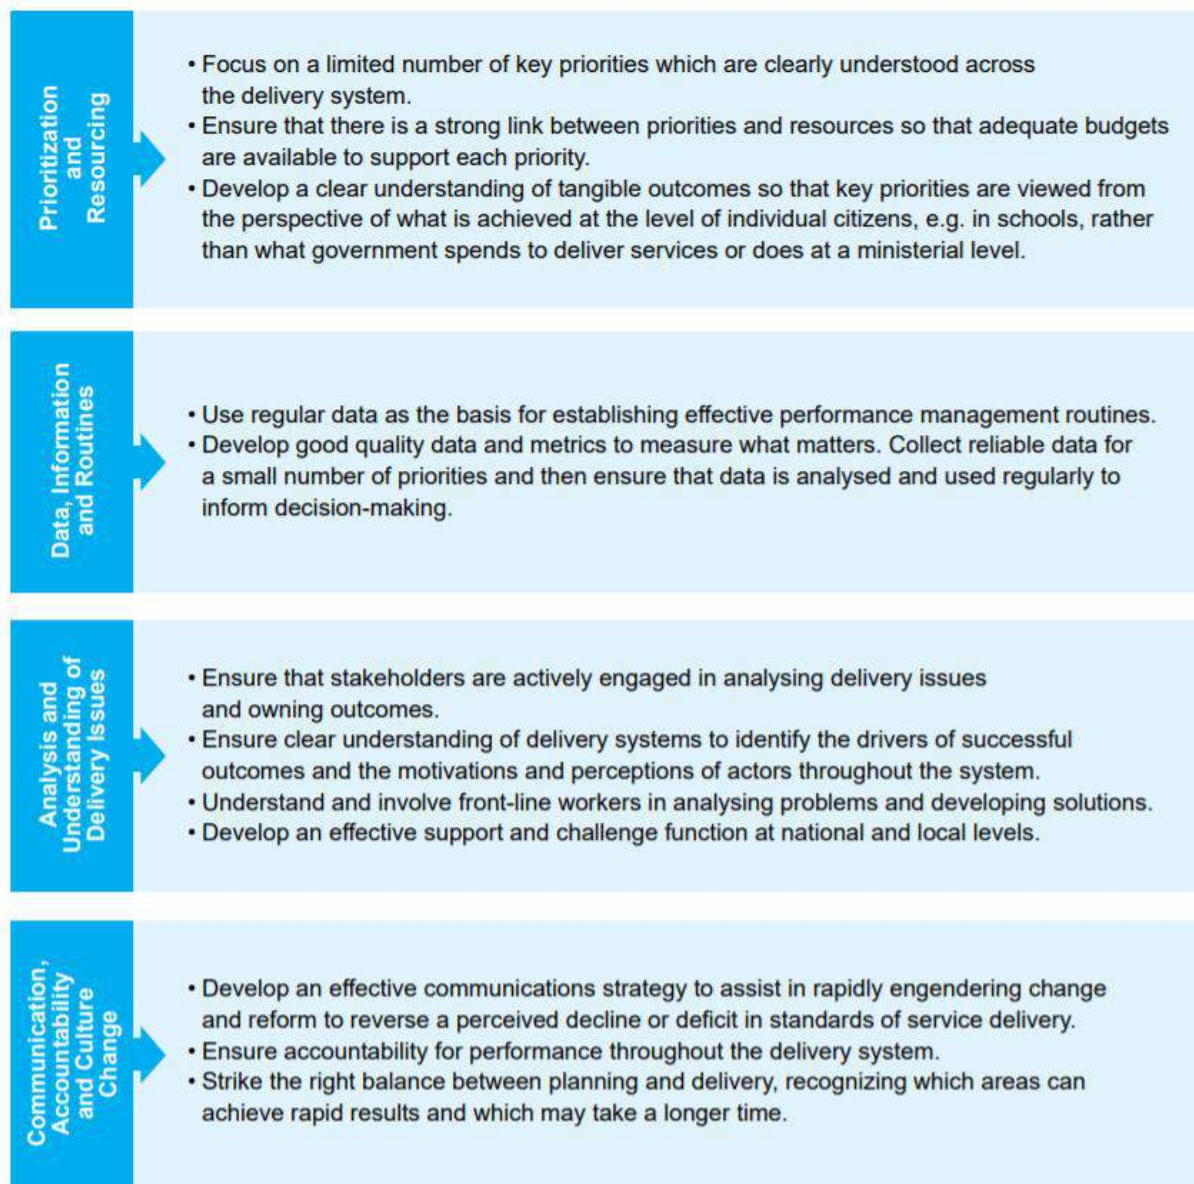 Prioritization
and
Resourcing
• Focus on a limited number of key priorities which are clearly understood across
the delivery system.
• Ensure that there is a strong link between priorities and resources so that adequate budgets
are available to support each priority.
• Develop a clear understanding of tangible outcomes so that key priorities are viewed from
the perspective of what is achieved at the level of individual citizens, e.g. in schools, rather
than what government spends to deliver services or does at a ministerial level.
Data, Information
and Routines
• Use regular data as the basis for establishing effective performance management routines.
• Develop good quality data and metrics to measure what matters. Collect reliable data for
a small number of priorities and then ensure that data is analysed and used regularly to
inform decision-making.
Analysis and
Understanding of
Delivery Issues
• Ensure that stakeholders are actively engaged in analysing delivery issues
and owning outcomes.
• Ensure clear understanding of delivery systems to identify the drivers of successful
outcomes and the motivations and perceptions of actors throughout the system.
• Understand and involve front-line workers in analysing problems and developing solutions.
• Develop an effective support and challenge function at national and local levels.
Communication,
Accountability
and Culture
Change
• Develop an effective communications strategy to assist in rapidly engendering change
and reform to reverse a perceived decline or deficit in standards of service delivery.
• Ensure accountability for performance throughout the delivery system.
• Strike the right balance between planning and delivery, recognizing which areas can
achieve rapid results and which may take a longer time.